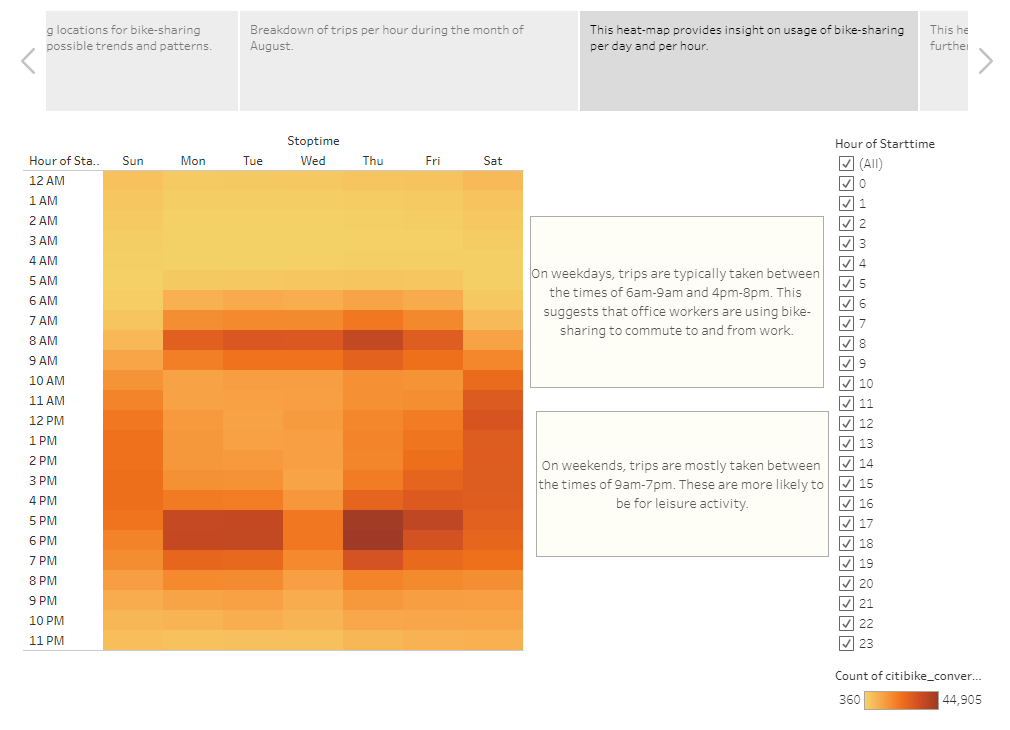 g locations for bike-sharing
possible trends and patterns.
Breakdown of trips per hour during the month of
August.
This heat-map provides insight on usage of bike-sharing
per day and per hour.
This he
further
Stoptime
Hour of Sta..
Sun
Mon
Tue
Wed
Thu
Fri
Sat
12 AM
1 AM
2 AM
3 AM
4 AM
5 AM
6 AM
7 AM
8 AM
9 AM
10 AM
11 AM
12 PM
1 PM
2 PM
3 PM
4 PM
5 PM
6 PM
7 PM
8 PM
9 PM
10 PM
11 PM
On weekdays, trips are typically taken between
the times of 6am-9am and 4pm-8pm. This
suggests that office workers are using bike-
sharing to commute to and from work.
On weekends, trips are mostly taken between
the times of 9am-7pm. These are more likely to
be for leisure activity.
Hour of Starttime
(All)
0
1
2
3
4
5
6
7
8
9
10
11
12
13
14
15
16
17
18
19
20
21
22
23
Count of citibike_conver...
360
44,905